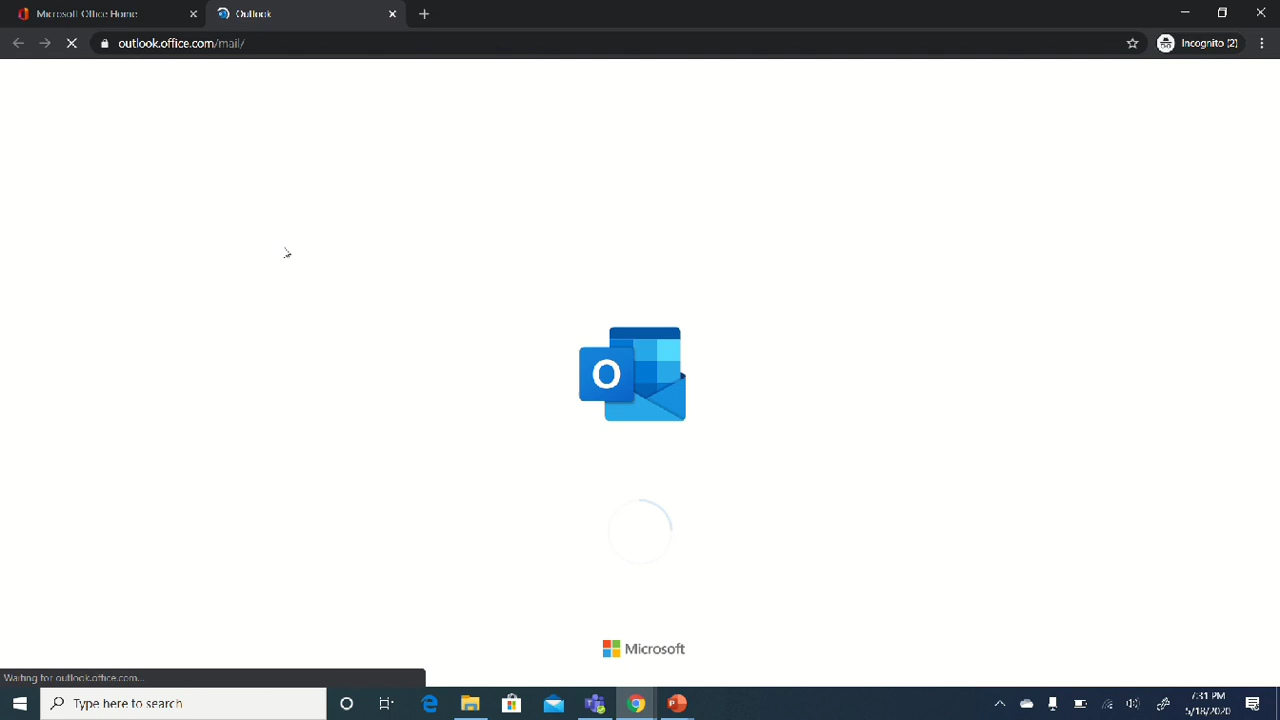 Microsoft Office Home
Outlook
outlook.office.com/mail/
Incognito (2)
O
Microsoft
Waiting for outlook.office.com...
Type here to search
7:31 PM
5/18/2020